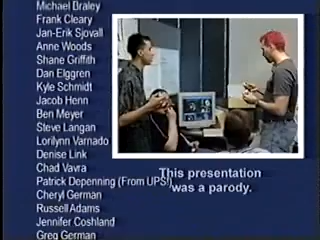 Michael Braley
Frank Cleary
Jan-Erik Sjovall
Anne Woods
Shane Griffith
Dan Elggren
Kyle Schmidt
Jacob Henn
Ben Meyer
Steve Langan
Lorilynn Varnado
Denise Link
Chad Vavra
Patrick Depenning (From UPS!)
Cheryl German
Russell Adams
Jennifer Coshland
Greg German
This presentation
was a parody.